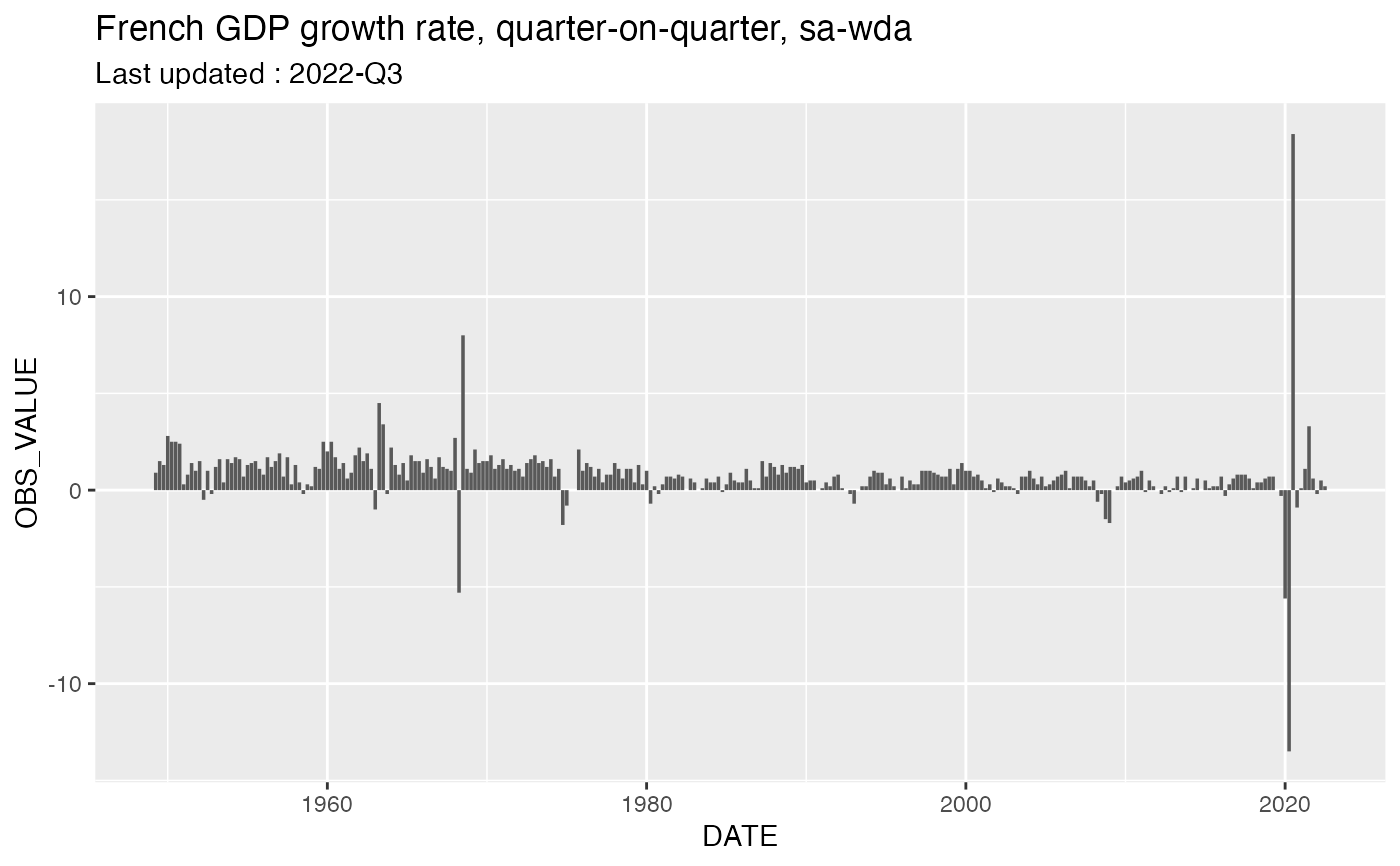 French GDP growth rate, quarter-on-quarter, sa-wda
Last updated : 2022-Q3
OBS_VALUE
10
0
-10
1960
1980
2000
2020
DATE